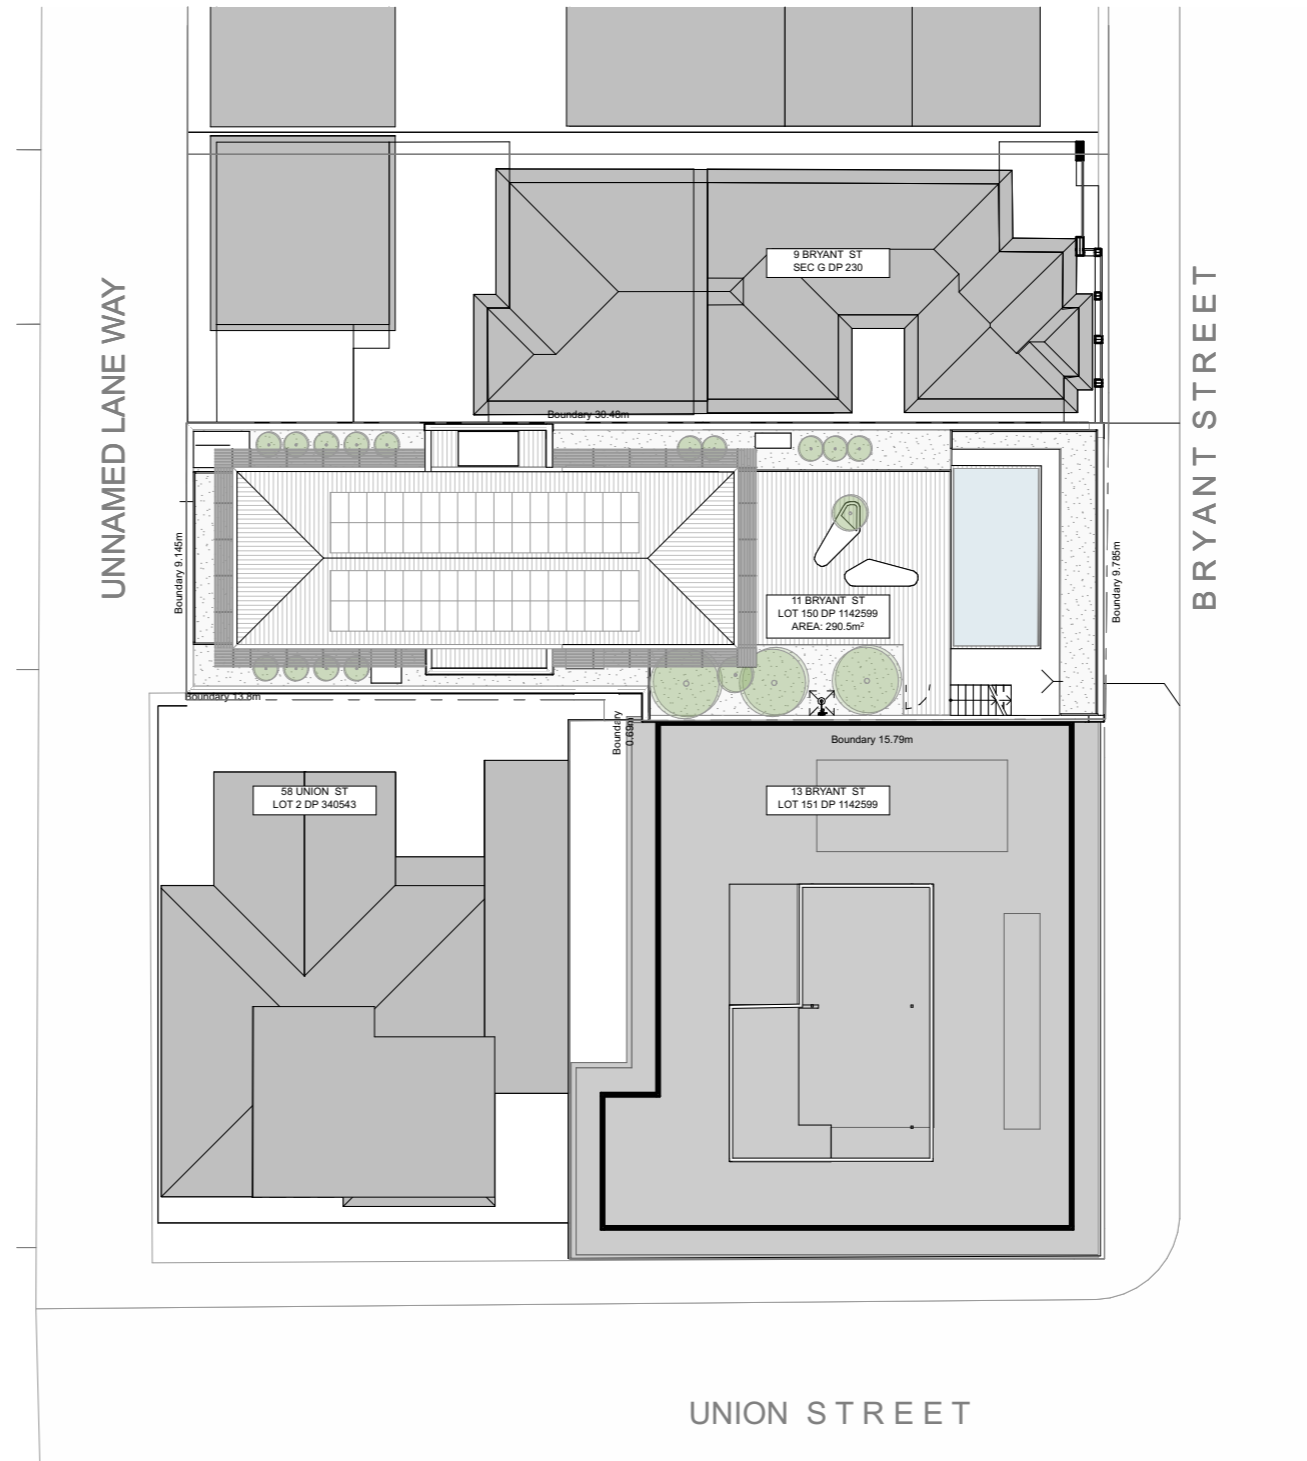 9 BRYANT ST
SEC G DP 230
UNNAMED LANE WAY
BRYANT STREET
Boundary 30.48m
Boundary 9.145m
Boundary 9.785m
11 BRYANT ST
LOT 150 DP 1142599
AREA: 290.5m²
Boundary 13.8m
Boundary
0.69m
Boundary 15.79m
58 UNION ST
LOT 2 DP 340543
13 BRYANT ST
LOT 151 DP 1142599
UNION STREET